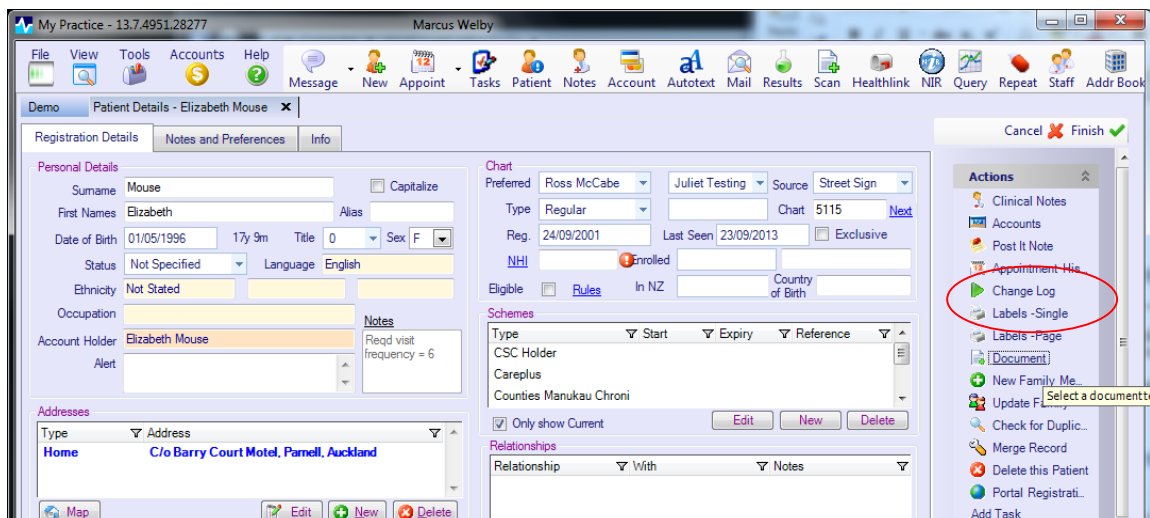 My Practice - 13.7.4951.28277 Marcus Welby
File View Tools Accounts Help
Message New Appoint Tasks Patient Notes Account Autotext Mail Results Scan Healthlink NIR Query Repeat Staff Addr Book
Demo Patient Details - Elizabeth Mouse X
Registration Details Notes and Preferences Info
Cancel Finish
Personal Details
Surname Mouse Capitalize
First Names Elizabeth Alias
Date of Birth 01/05/1996 17y 9m Title 0 Sex F
Status Not Specified Language English
Ethnicity Not Stated
Occupation
Notes
Account Holder Elizabeth Mouse
Reqd visit
frequency = 6
Alert
Addresses
Type Address
Home C/o Barry Court Motel, Parnell, Auckland
Map Edit New Delete
Chart
Preferred Ross McCabe Juliet Testing Source Street Sign
Type Regular Chart 5115 Next
Reg. 24/09/2001 Last Seen 23/09/2013 Exclusive
NHI Enrolled
Eligible Rules In NZ Country
of Birth
Schemes
Type Start Expiry Reference
CSC Holder
Careplus
Counties Manukau Chroni
Only show Current Edit New Delete
Relationships
Relationship With Notes
Actions
Clinical Notes
Accounts
Post It Note
Appointment His...
Change Log
Labels -Single
Labels -Page
Document
New Family Me...
Select a document te
Update Family
Check for Duplic...
Merge Record
Delete this Patient
Portal Registrati...
Add Task